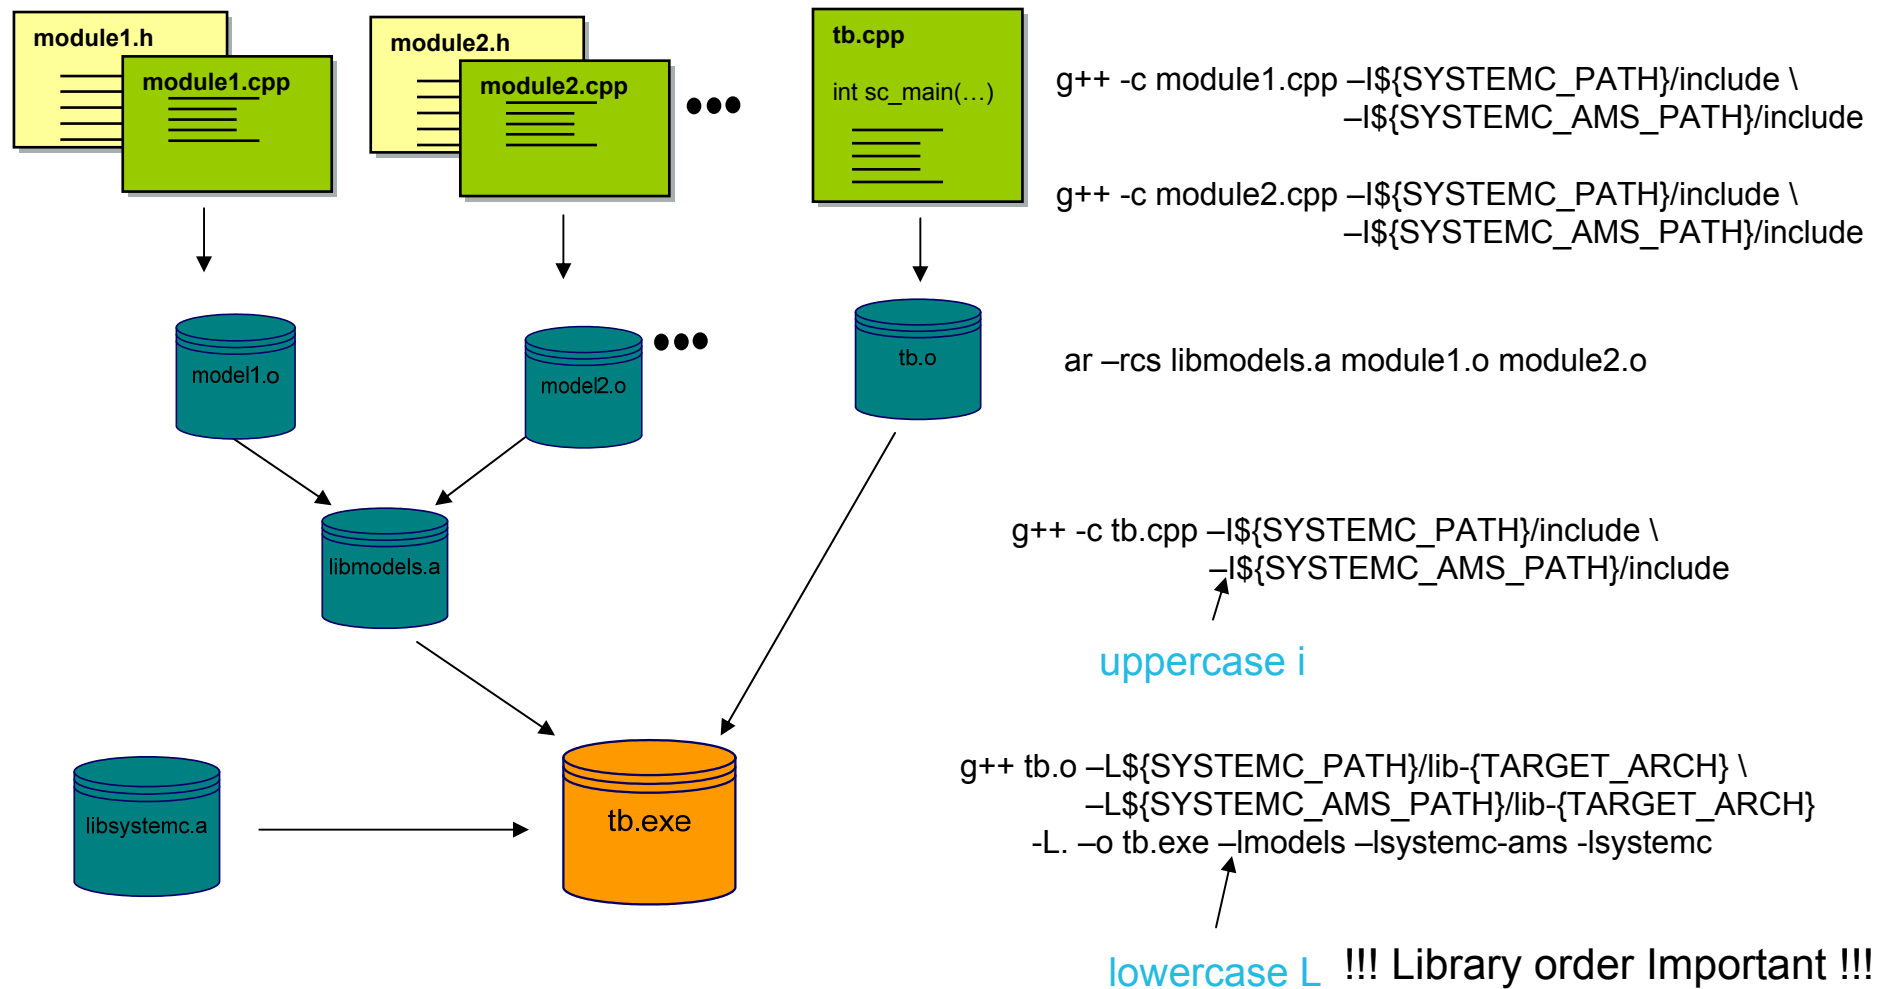 module1.h
module1.cpp
module2.h
module2.cpp
tb.cpp
int sc_main(…)
g++ -c module1.cpp –I${SYSTEMC_PATH}/include \
–I${SYSTEMC_AMS_PATH}/include
g++ -c module2.cpp –I${SYSTEMC_PATH}/include \
–I${SYSTEMC_AMS_PATH}/include
model1.o
model2.o
tb.o
ar –rcs libmodels.a module1.o module2.o
libmodels.a
g++ -c tb.cpp –I${SYSTEMC_PATH}/include \
–I${SYSTEMC_AMS_PATH}/include
uppercase i
libsystemc.a
tb.exe
g++ tb.o –L${SYSTEMC_PATH}/lib-{TARGET_ARCH} \
–L${SYSTEMC_AMS_PATH}/lib-{TARGET_ARCH}
-L. –o tb.exe –lmodels –lsystemc-ams -lsystemc
lowercase L
!!! Library order Important !!!